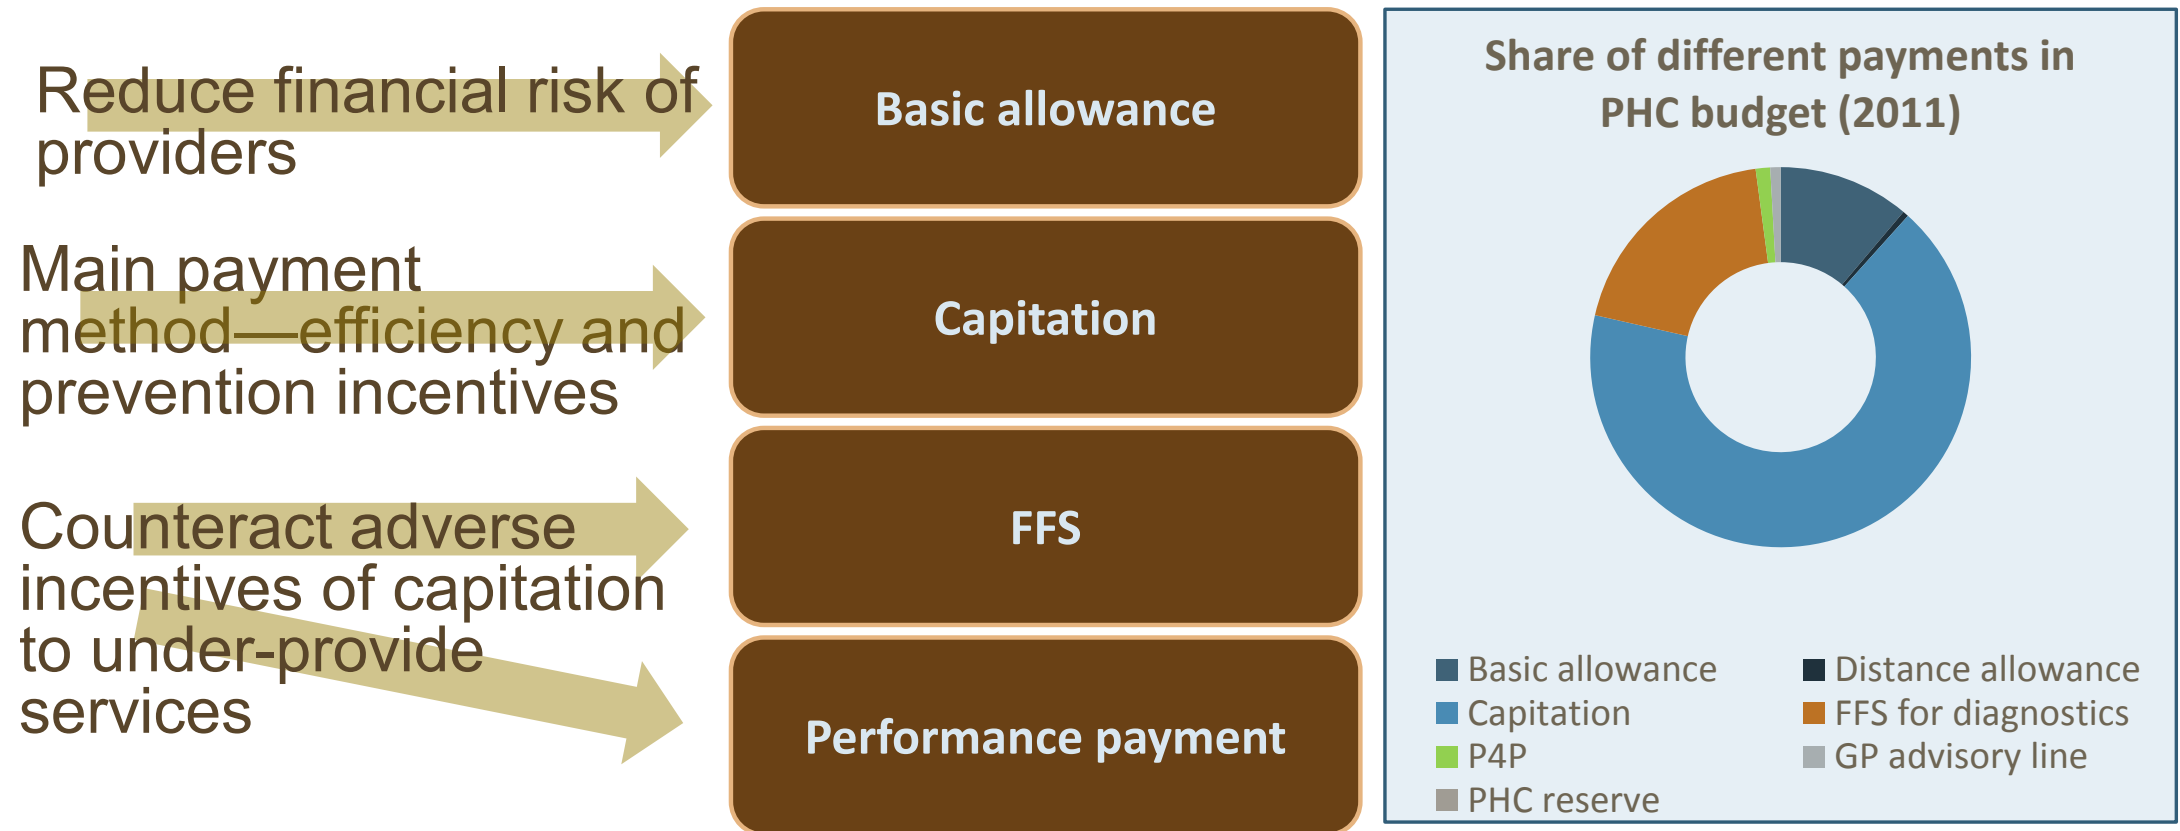 Reduce financial risk of
providers
Main payment
method—efficiency and
prevention incentives
Counteract adverse
incentives of capitation
to under-provide
services
Basic allowance
Capitation
FFS
Performance payment
Share of different payments in
PHC budget (2011)
Basic allowance
Distance allowance
Capitation
FFS for diagnostics
P4P
GP advisory line
PHC reserve